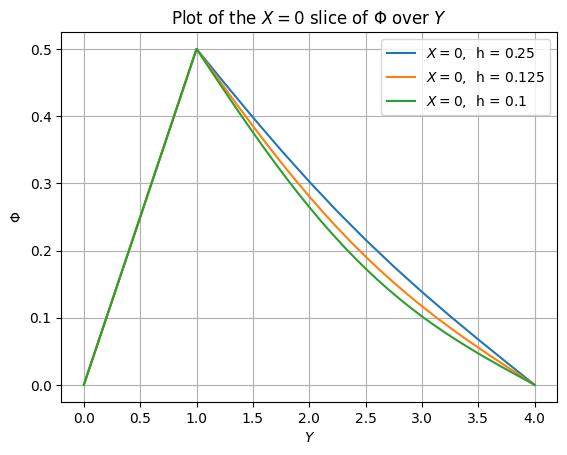 Plot of the X = 0 slice of Φ over Y
X = 0, h = 0.25
X = 0, h = 0.125
X = 0, h = 0.1
Φ
0.5
0.4
0.3
0.2
0.1
0.0
0.0 0.5 1.0 1.5 2.0 2.5 3.0 3.5 4.0
Y